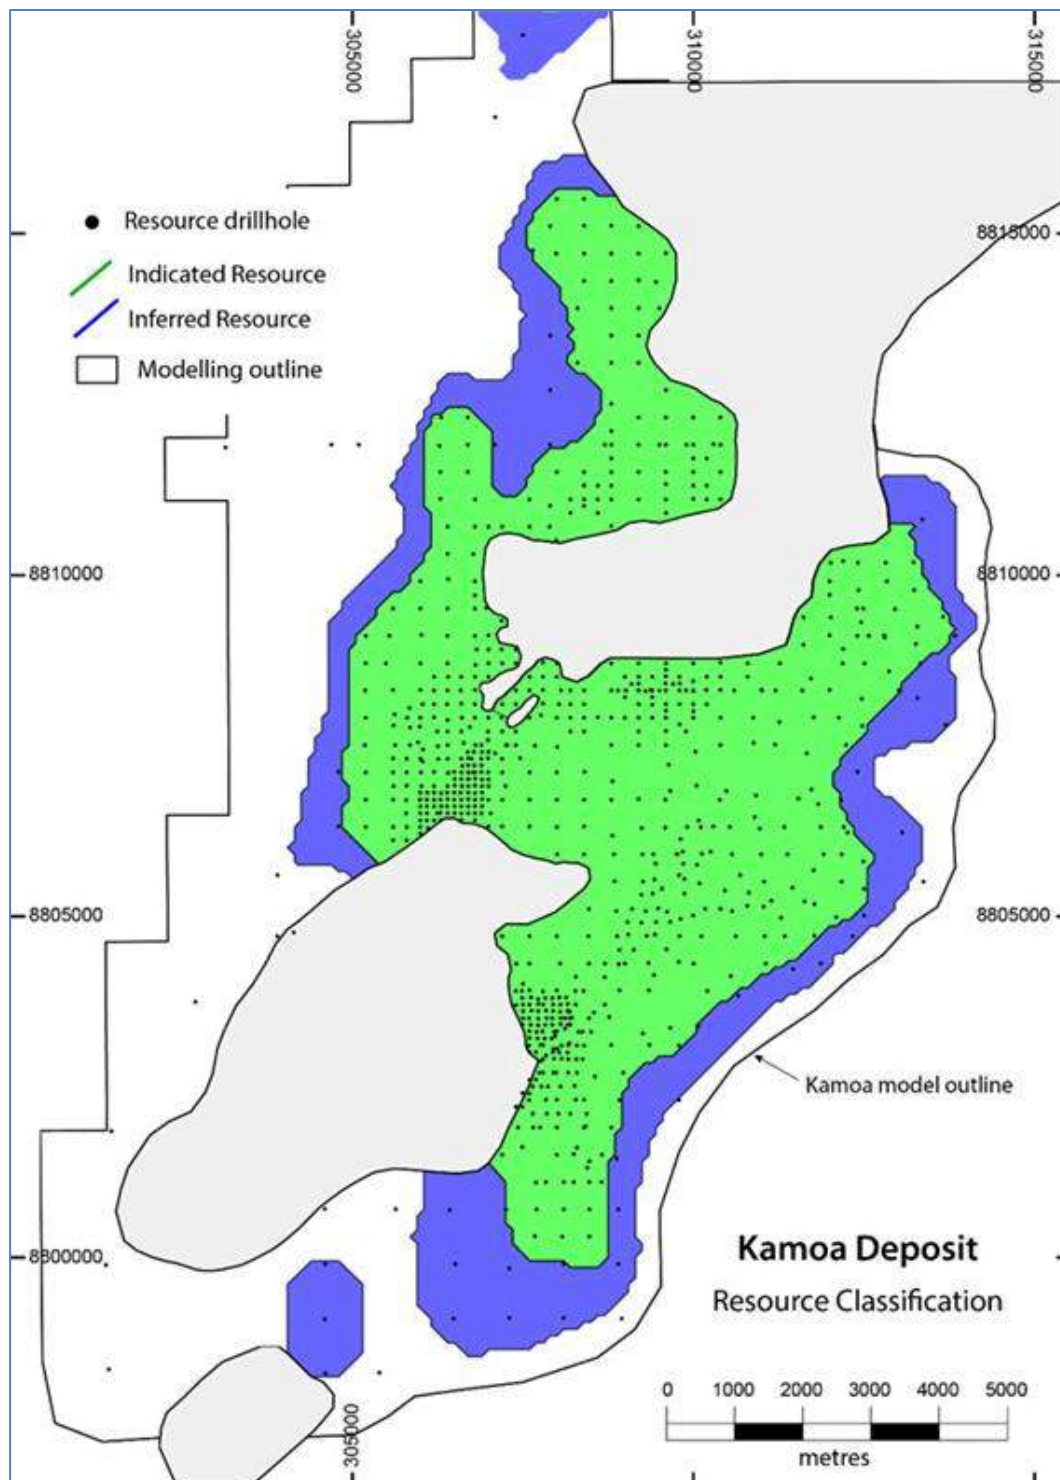 305000
310000
315000
Resource drillhole
8815000
Indicated Resource
Inferred Resource
Modelling outline
8810000
8810000
8805000
8805000
Kamoa model outline
8800000
Kamoa Deposit
Resource Classification
0 1000 2000 3000 4000 5000
metres
305000